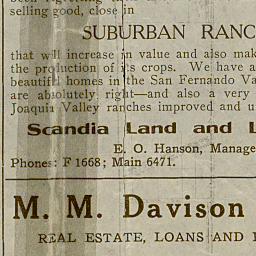 selling good, close in
SUBURBAN RANC
that will increase in value and also mak
the production of its crops. We have a
beautiful homes in the San Fernando Va
are absolutely right—and also a very
Joaquin Valley ranches improved and u
Scandia Land and L
E. O. Hanson, Manage
Phones: F 1668; Main 6471.
M. M. Davison
REAL ESTATE, LOANS AND I